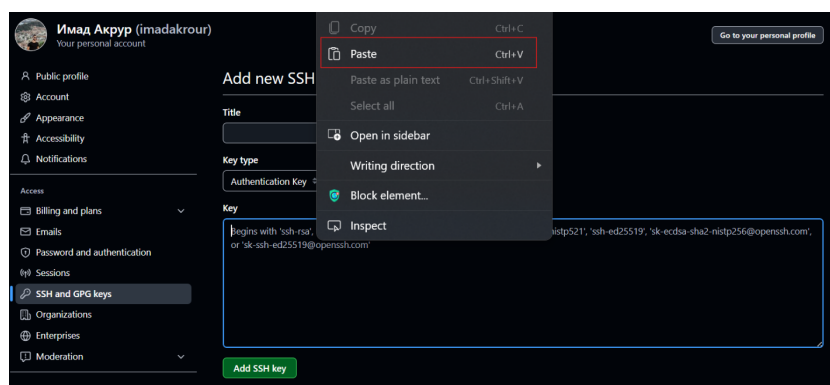 Имад Акрур (imadakrour)
Your personal account
Go to your personal profile
Public profile
Account
Appearance
Accessibility
Notifications
Access
Billing and plans
Emails
Password and authentication
Sessions
SSH and GPG keys
Organizations
Enterprises
Moderation
Add new SSH
Title
Key type
Authentication Key
Key
Begins with 'ssh-rsa', nistp521', 'ssh-ed25519', 'sk-ecdsa-sha2-nistp256@openssh.com',
or 'sk-ssh-ed25519@openssh.com'
Add SSH key
Copy Ctrl+C
Paste Ctrl+V
Paste as plain text Ctrl+Shift+V
Select all Ctrl+A
Open in sidebar
Writing direction
Block element...
Inspect